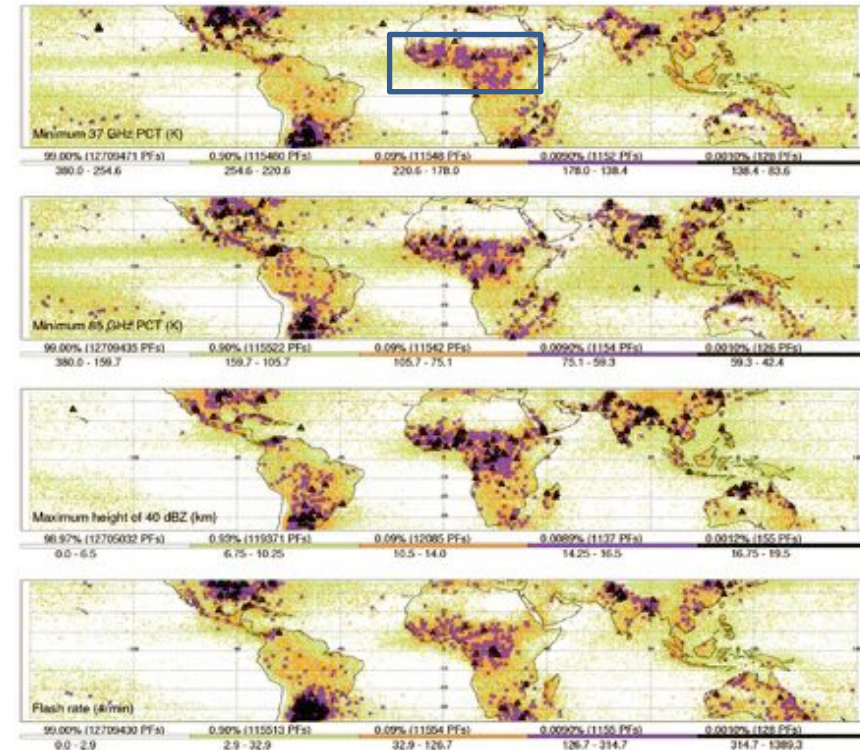 Minimum 37 GHz PCT (K)
99.00% (12709471 PFs) 0.90% (115480 PFs) 0.09% (11548 PFs) 0.0090% (1152 PFs) 0.0010% (128 PFs)
380.0 - 254.6 254.6 - 220.6 220.6 - 178.0 178.0 - 138.4 138.4 - 83.6
Minimum 85 GHz PCT (K)
99.00% (12709435 PFs) 0.90% (115522 PFs) 0.09% (11542 PFs) 0.0090% (1154 PFs) 0.0010% (126 PFs)
380.0 - 159.7 159.7 - 105.7 105.7 - 75.1 75.1 - 59.3 59.3 - 42.4
Maximum height of 40 dBZ (km)
98.97% (12705032 PFs) 0.93% (119371 PFs) 0.09% (12085 PFs) 0.0089% (1137 PFs) 0.0012% (155 PFs)
0.0 - 6.5 6.75 - 10.25 10.5 - 14.0 14.25 - 16.5 16.75 - 19.5
Flash rate (#/min)
99.00% (12709430 PFs) 0.90% (115513 PFs) 0.09% (11554 PFs) 0.0090% (1155 PFs) 0.0010% (128 PFs)
0.0 - 2.9 2.9 - 32.9 32.9 - 126.7 126.7 - 314.7 314.7 - 1389.3